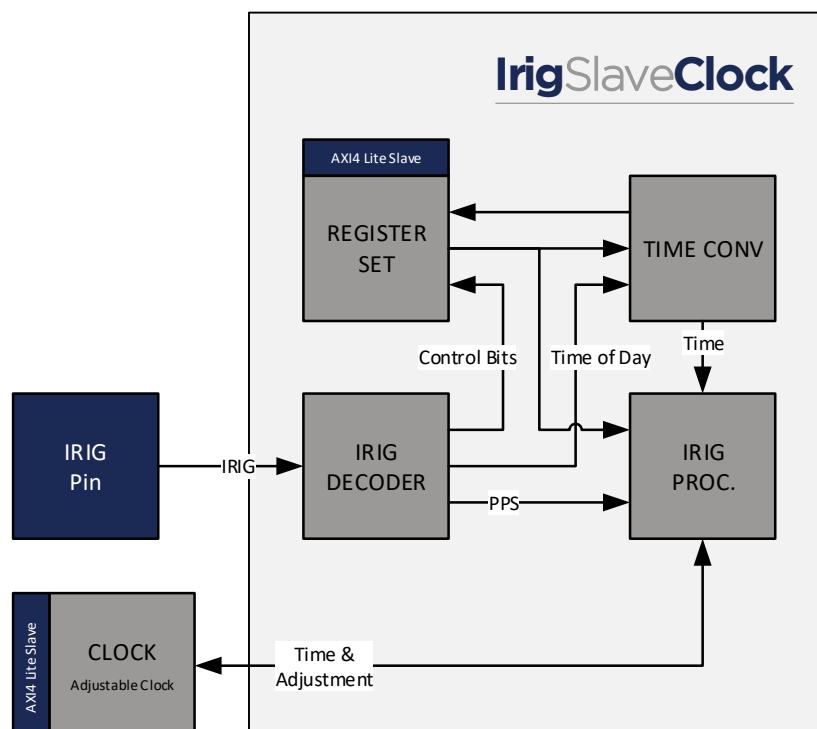 IrigSlaveClock
AXI4 Lite Slave
REGISTER
SET
TIME CONV
Control Bits
Time of Day
Time
IRIG
Pin
IRIG
IRIG
DECODER
PPS
IRIG
PROC.
AXI4 Lite Slave
CLOCK
Adjustable Clock
Time &
Adjustment